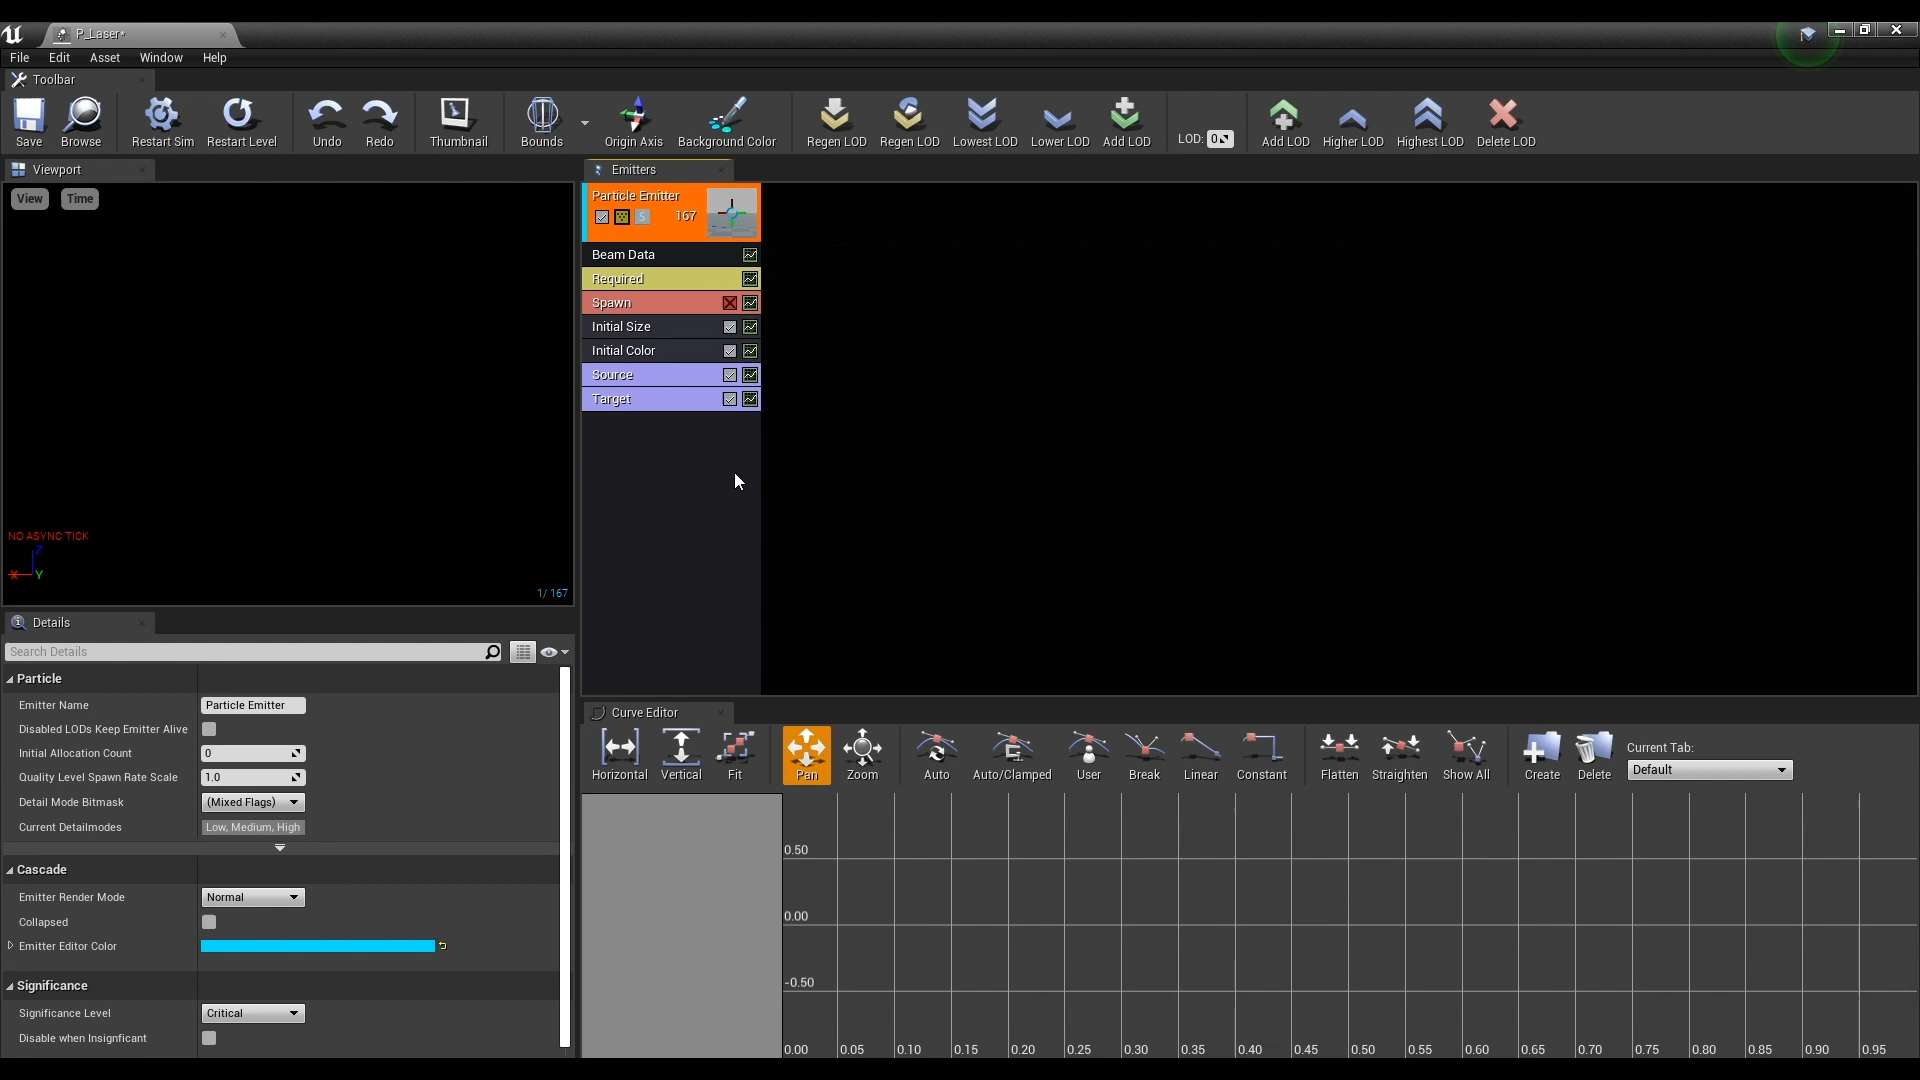 P_Laser*
File Edit Asset Window Help
Toolbar
Save Browse Restart Sim Restart Level Undo Redo Thumbnail Bounds Origin Axis Background Color Regen LOD Regen LOD Lowest LOD Lower LOD Add LOD LOD: 0 Add LOD Higher LOD Highest LOD Delete LOD
Viewport
View Time
NO ASYNC TICK
Z
X Y
1/ 167
Emitters
Particle Emitter
S 167
Beam Data
Required
Spawn
Initial Size
Initial Color
Source
Target
Details
Search Details
Particle
Emitter Name Particle Emitter
Disabled LODs Keep Emitter Alive
Initial Allocation Count 0
Quality Level Spawn Rate Scale 1.0
Detail Mode Bitmask (Mixed Flags)
Current Detailmodes Low, Medium, High
Cascade
Emitter Render Mode Normal
Collapsed
Emitter Editor Color
Significance
Significance Level Critical
Disable when Insignficant
Curve Editor
Horizontal Vertical Fit Pan Zoom Auto Auto/Clamped User Break Linear Constant Flatten Straighten Show All Create Delete
Current Tab:
Default
0.50
0.00
-0.50
0.00 0.05 0.10 0.15 0.20 0.25 0.30 0.35 0.40 0.45 0.50 0.55 0.60 0.65 0.70 0.75 0.80 0.85 0.90 0.95